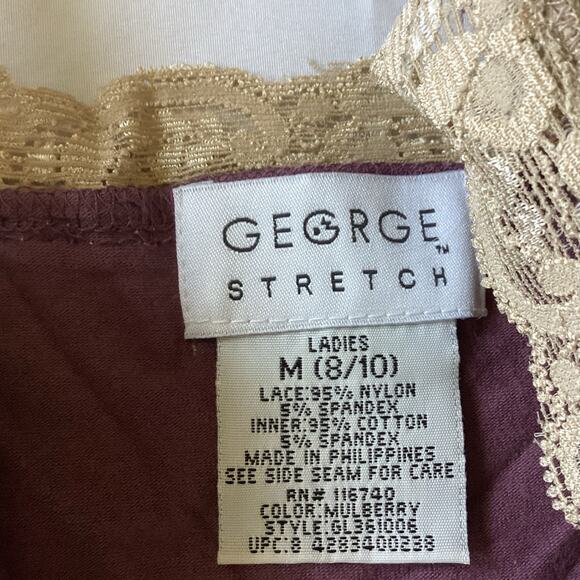 GEORGE™
STRETCH
LADIES
M (8/10)
LACE:95% NYLON
5% SPANDEX
INNER:95% COTTON
5% SPANDEX
MADE IN PHILIPPINES
SEE SIDE SEAM FOR CARE
RN# 116740
COLOR:MULBERRY
STYLE:GL361006
UPC:8 4283400238